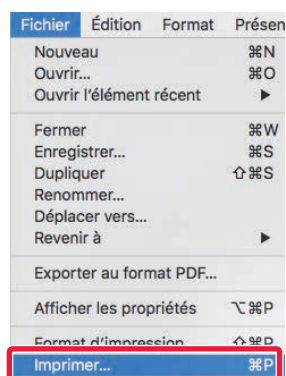 Fichier Édition Format Présen
Nouveau ⌘N
Ouvrir... ⌘O
Ouvrir l'élément récent ▶
Fermer ⌘W
Enregistrer... ⌘S
Dupliquer ⇧⌘S
Renommer...
Déplacer vers...
Revenir à ▶
Exporter au format PDF...
Afficher les propriétés ⌥⌘P
Format d'impression ⇧⌘P
Imprimer... ⌘P